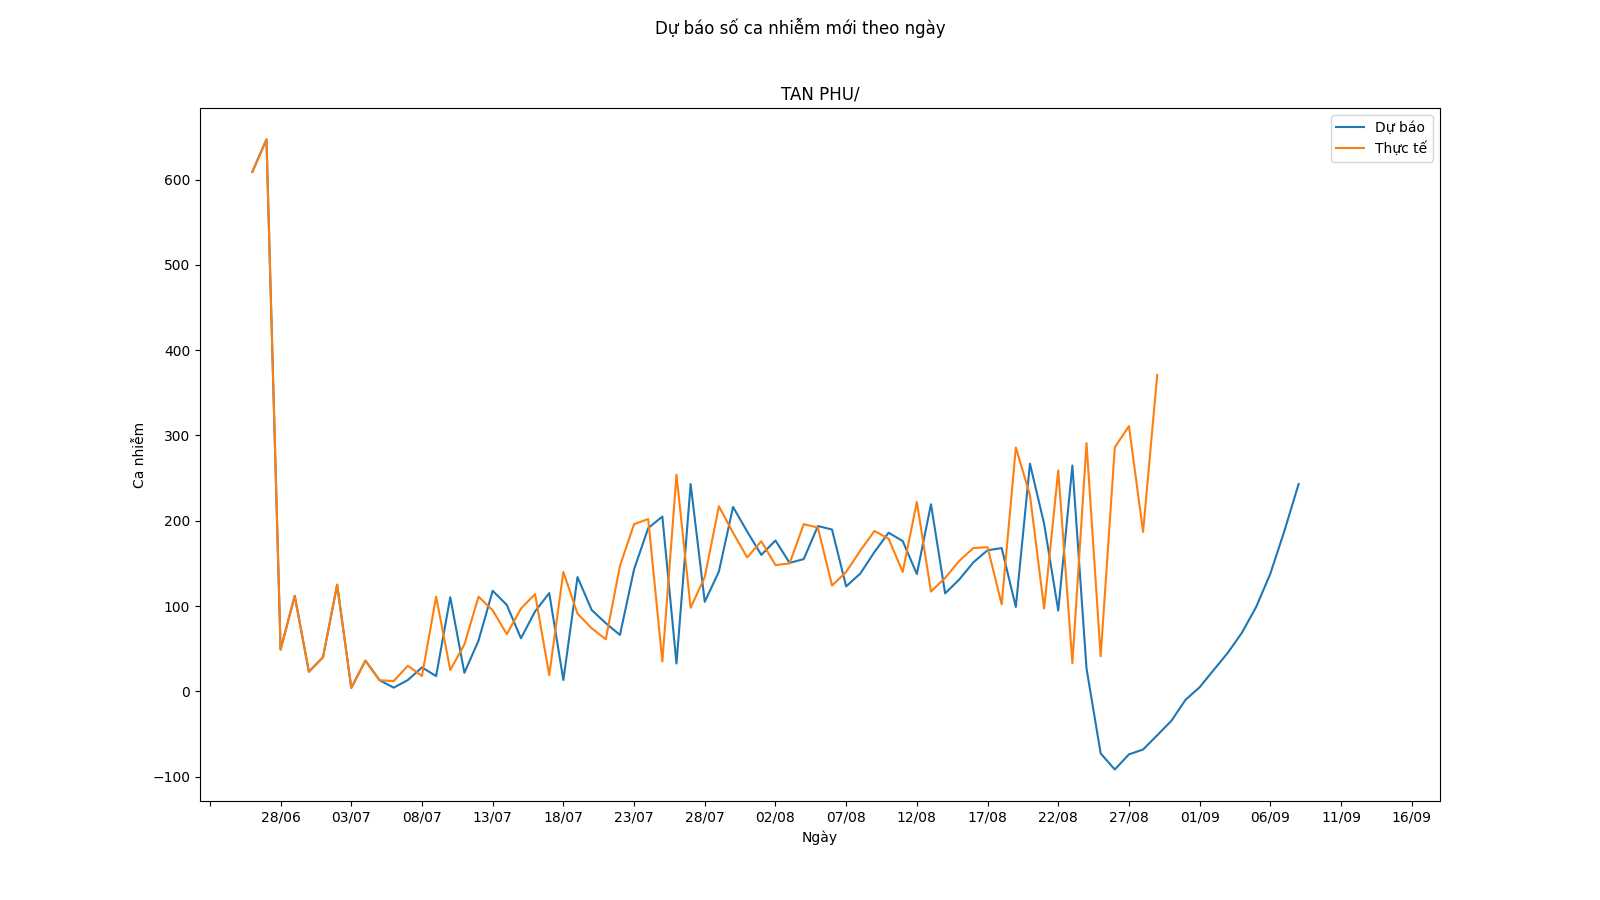 Dự báo số ca nhiễm mới theo ngày
TAN PHU/
Dự báo
Thực tế
600
500
400
300
200
100
0
−100
Ca nhiễm
28/06 03/07 08/07 13/07 18/07 23/07 28/07 02/08 07/08 12/08 17/08 22/08 27/08 01/09 06/09 11/09 16/09
Ngày